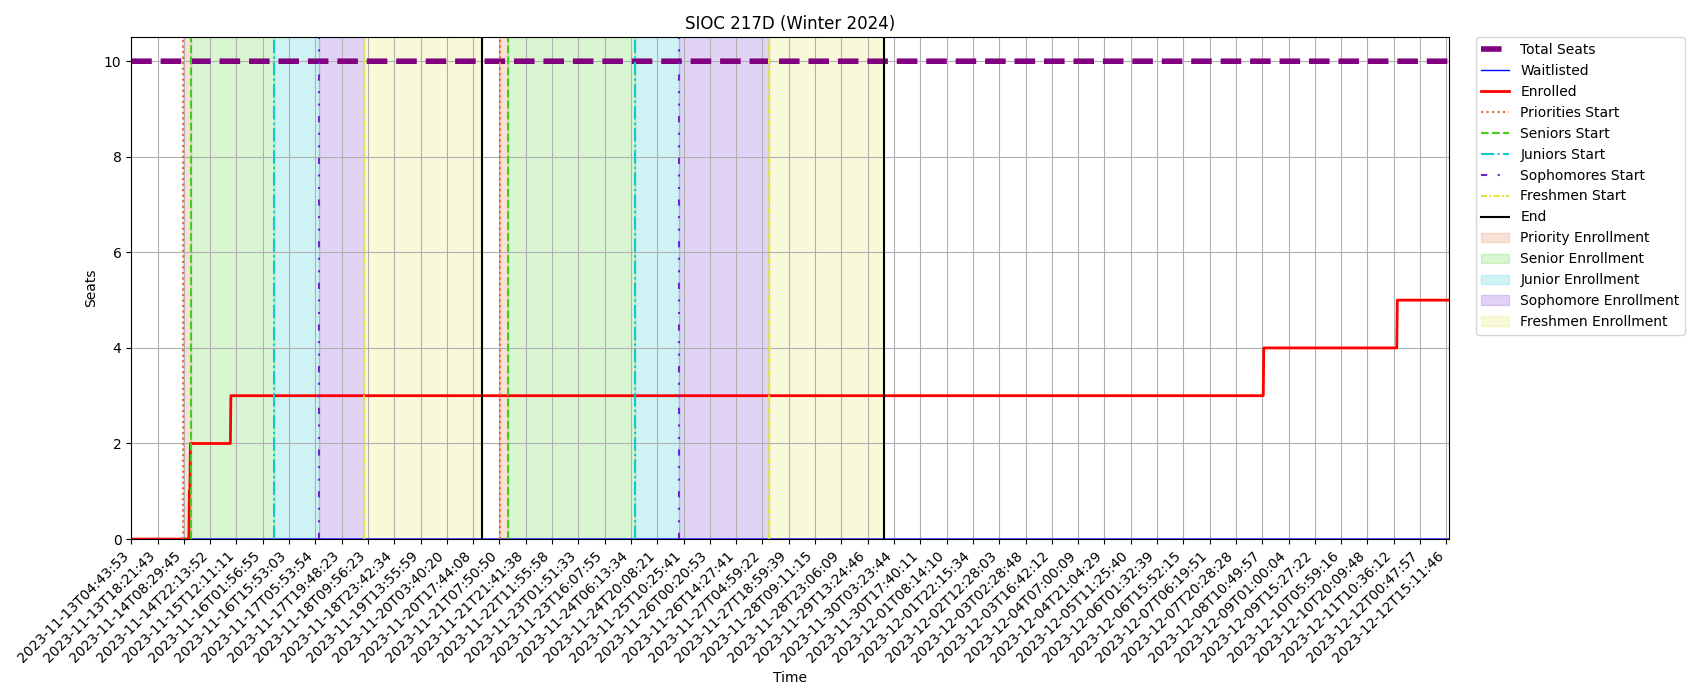 SIOC 217D (Winter 2024)
Seats
10
8
6
4
2
0
2023-11-13T04:43:53
2023-11-13T18:21:43
2023-11-14T08:29:45
2023-11-14T22:13:52
2023-11-15T12:11:11
2023-11-16T01:56:55
2023-11-16T15:53:03
2023-11-17T05:53:54
2023-11-17T19:48:23
2023-11-18T09:56:23
2023-11-18T23:42:34
2023-11-19T13:55:59
2023-11-20T03:40:20
2023-11-20T17:44:08
2023-11-21T07:50:50
2023-11-21T21:41:38
2023-11-22T11:55:58
2023-11-23T01:51:33
2023-11-23T16:07:55
2023-11-24T06:13:34
2023-11-24T20:08:21
2023-11-25T10:25:41
2023-11-26T00:20:53
2023-11-26T14:27:41
2023-11-27T04:59:22
2023-11-27T18:59:39
2023-11-28T09:11:15
2023-11-28T23:06:09
2023-11-29T13:24:46
2023-11-30T03:23:44
2023-11-30T17:40:11
2023-12-01T08:14:10
2023-12-01T22:15:34
2023-12-02T12:28:03
2023-12-03T02:28:48
2023-12-03T16:42:12
2023-12-04T07:00:09
2023-12-04T21:04:29
2023-12-05T11:25:40
2023-12-06T01:32:39
2023-12-06T15:52:15
2023-12-07T06:19:51
2023-12-07T20:28:28
2023-12-08T10:49:57
2023-12-09T01:00:04
2023-12-09T15:27:22
2023-12-10T05:59:16
2023-12-10T20:09:48
2023-12-11T10:36:12
2023-12-12T00:47:57
2023-12-12T15:11:46
Time
Total Seats
Waitlisted
Enrolled
Priorities Start
Seniors Start
Juniors Start
Sophomores Start
Freshmen Start
End
Priority Enrollment
Senior Enrollment
Junior Enrollment
Sophomore Enrollment
Freshmen Enrollment